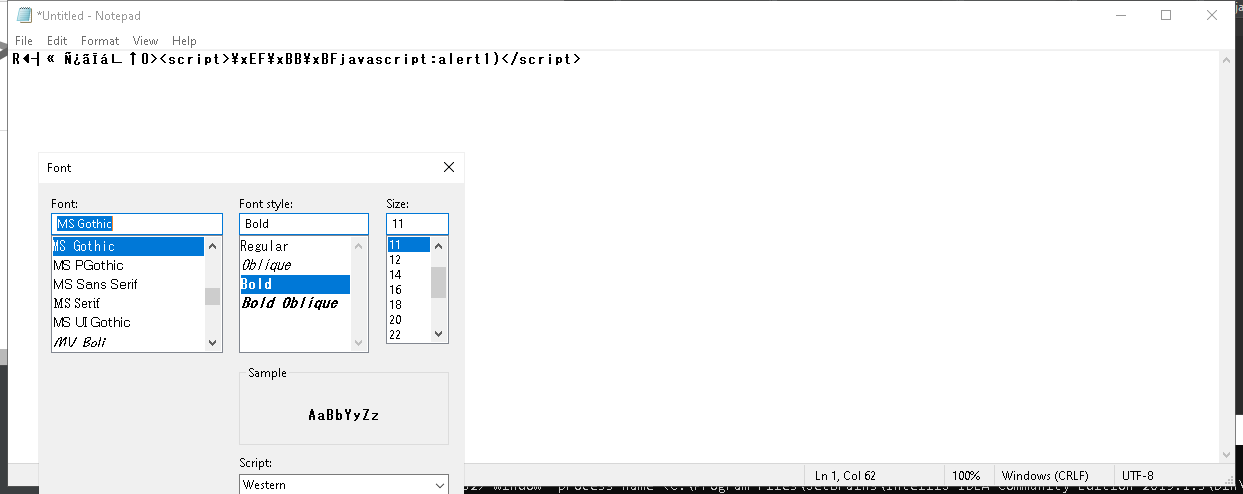 *Untitled - Notepad
File Edit Format View Help
R◄┤« Ñ¿ãĪá∟↑O><script>¥xEF¥xBB¥xBFjavascript:alert1)</script>
Font
Font: Font style: Size:
MS Gothic Bold 11
MS Gothic Regular 11
MS PGothic Oblique 12
MS Sans Serif Bold 14
MS Serif Bold Oblique 16
MS UI Gothic 18
MV Boli 20
22
Sample
AaBbYyZz
Script:
Western
Ln 1, Col 62 100% Windows (CRLF) UTF-8